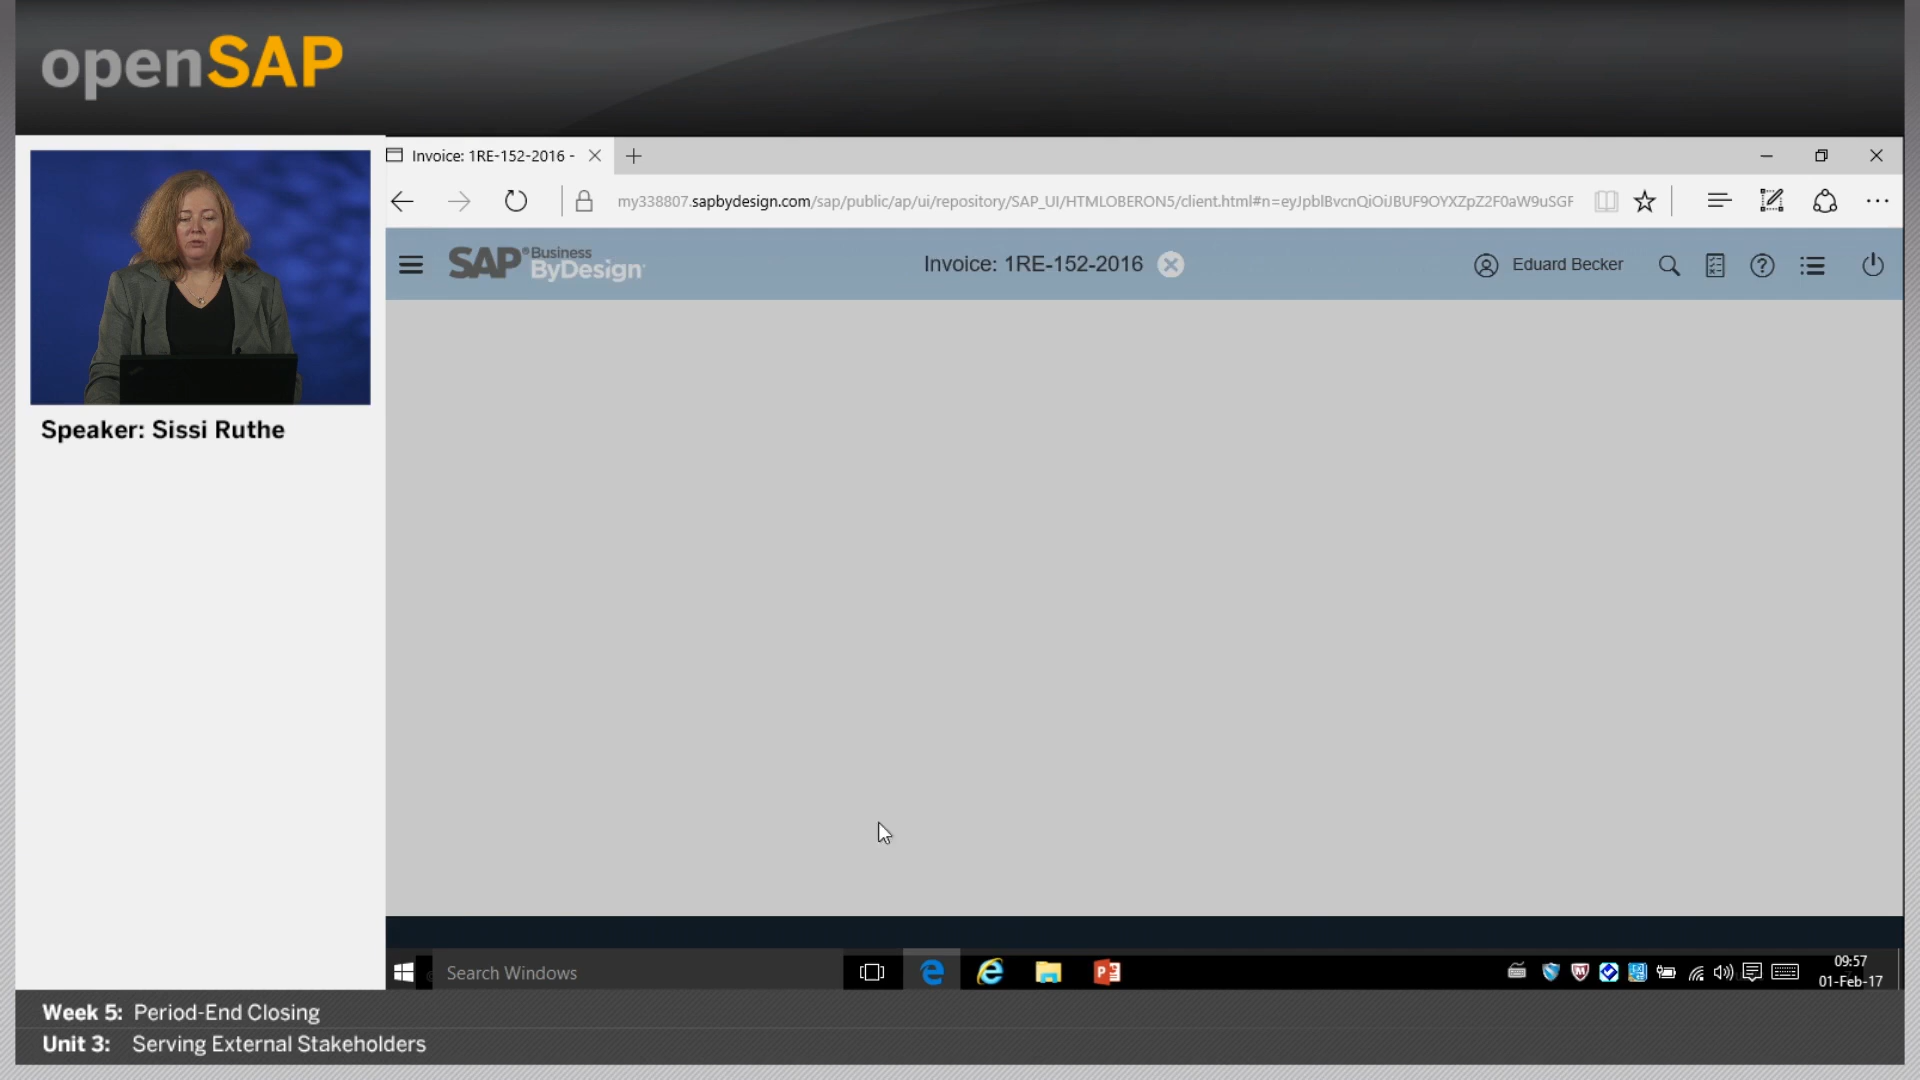 openSAP
Invoice: 1RE-152-2016 -
my338807.sapbydesign.com/sap/public/ap/ui/repository/SAP_UI/HTMLOBERON5/client.html#n=eyJpblBvcnQiOiJBUF9OYXZpZ2F0aW9uSGF
SAP® Business ByDesign
Invoice: 1RE-152-2016
Eduard Becker
Speaker: Sissi Ruthe
Search Windows
09:57
01-Feb-17
Week 5: Period-End Closing
Unit 3: Serving External Stakeholders